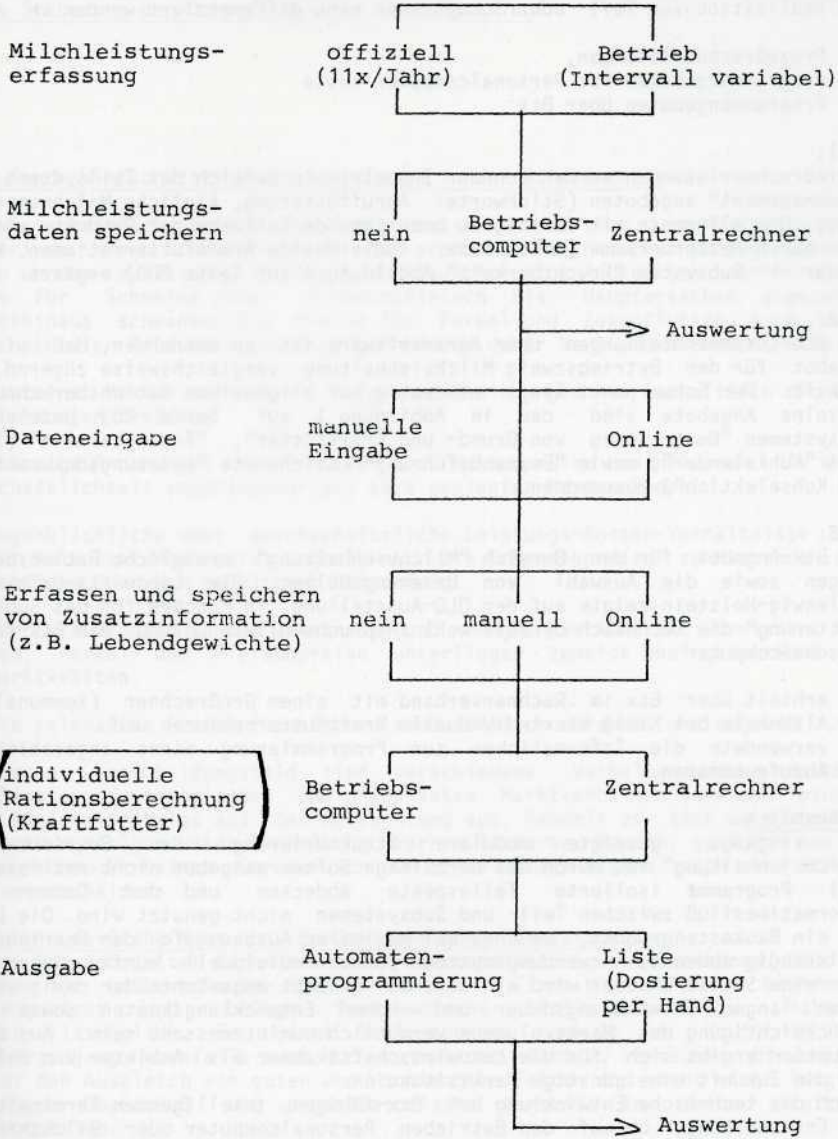 Milchleistungs-
erfassung
offiziell
(11x/Jahr)
Betrieb
(Intervall variabel)
Milchleistungs-
daten speichern
nein
Betriebs-
computer
Zentralrechner
Auswertung
Dateneingabe
manuelle
Eingabe
Online
Erfassen und speichern
von Zusatzinformation
(z.B. Lebendgewichte)
nein
manuell
Online
individuelle
Rationsberechnung
(Kraftfutter)
Betriebs-
computer
Zentralrechner
Ausgabe
Automaten-
programmierung
Liste
(Dosierung
per Hand)
Auswertung